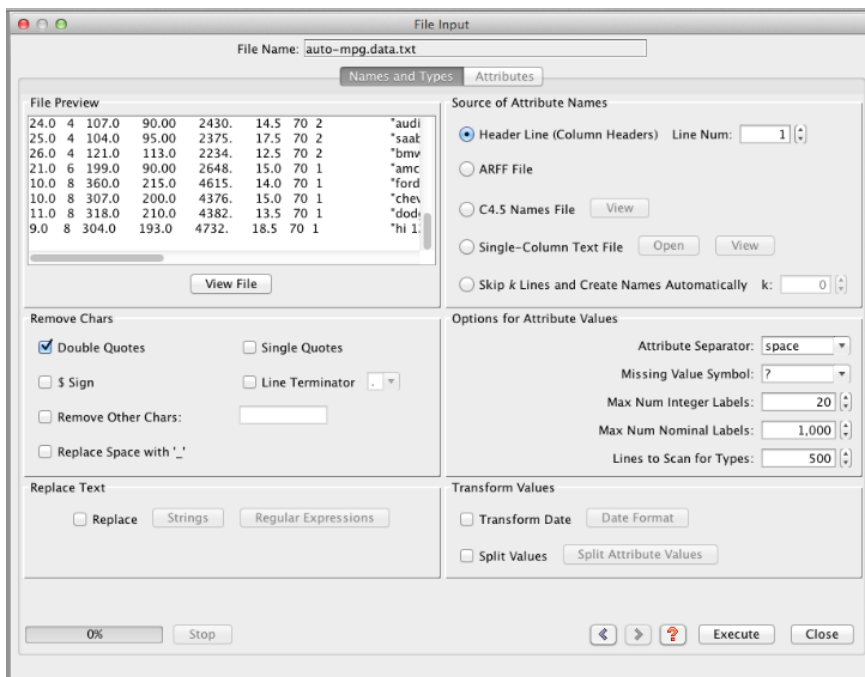 File Input
File Name: auto-mpg.data.txt
Names and Types Attributes
File Preview
24.0 4 107.0 90.00 2430. 14.5 70 2 "audi
25.0 4 104.0 95.00 2375. 17.5 70 2 "saab
26.0 4 121.0 113.0 2234. 12.5 70 2 "bmw
21.0 6 199.0 90.00 2648. 15.0 70 1 "amc
10.0 8 360.0 215.0 4615. 14.0 70 1 "ford
10.0 8 307.0 200.0 4376. 15.0 70 1 "chev
11.0 8 318.0 210.0 4382. 13.5 70 1 "dodg
9.0 8 304.0 193.0 4732. 18.5 70 1 "hi 12
View File
Source of Attribute Names
Header Line (Column Headers) Line Num: 1
ARFF File
C4.5 Names File View
Single-Column Text File Open View
Skip k Lines and Create Names Automatically k: 0
Remove Chars
Double Quotes Single Quotes
$ Sign Line Terminator .
Remove Other Chars:
Replace Space with '_'
Options for Attribute Values
Attribute Separator: space
Missing Value Symbol: ?
Max Num Integer Labels: 20
Max Num Nominal Labels: 1,000
Lines to Scan for Types: 500
Replace Text
Replace Strings Regular Expressions
Transform Values
Transform Date Date Format
Split Values Split Attribute Values
0% Stop ? Execute Close